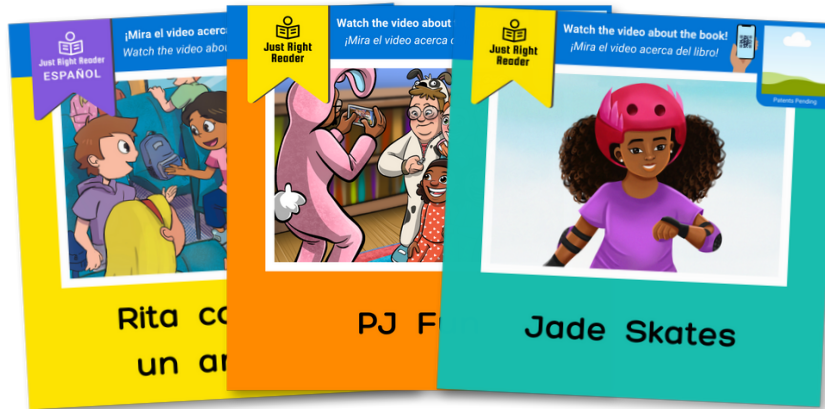 ¡Mira el video acerca
Watch the video about
Just Right Reader
ESPAÑOL
Rita
un
Watch the video about
¡Mira el video acerca
Just Right
Reader
PJ
Watch the video about the book!
¡Mira el video acerca del libro!
Just Right
Reader
Patents Pending
Jade Skates